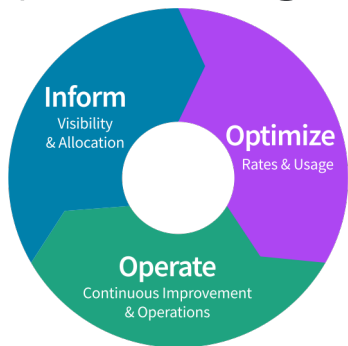 Inform
Visibility
& Allocation
Optimize
Rates & Usage
Operate
Continuous Improvement
& Operations